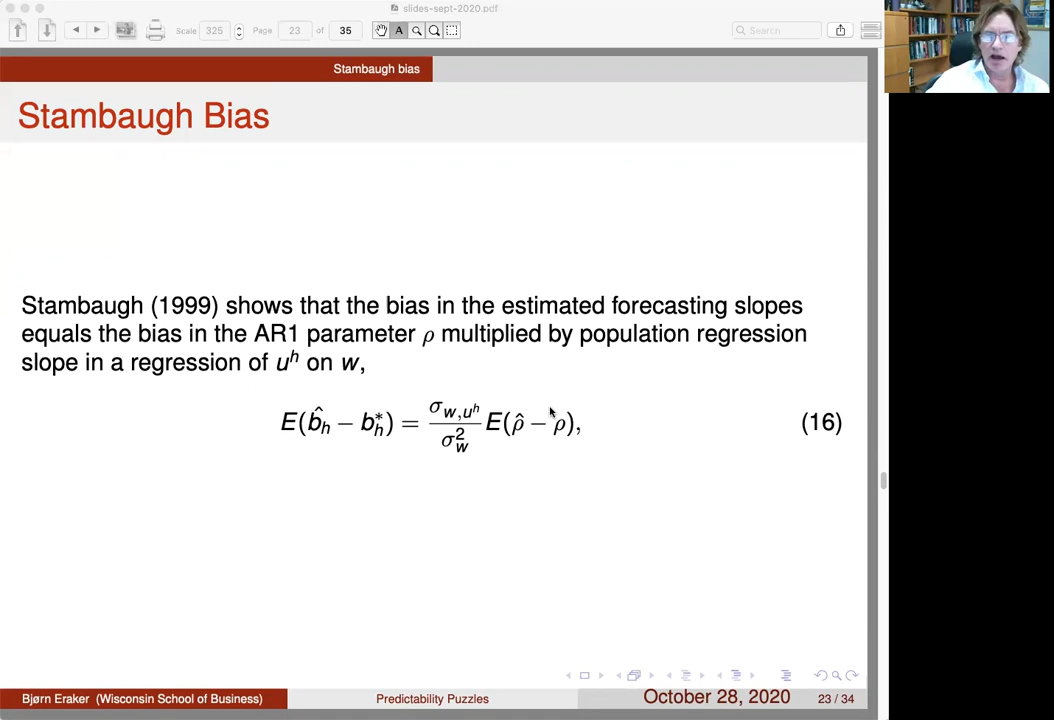 slides-sept-2020.pdf
Scale 325 Page 23 of 35 Search
Stambaugh bias
Stambaugh Bias
Stambaugh (1999) shows that the bias in the estimated forecasting slopes
equals the bias in the AR1 parameter ρ multiplied by population regression
slope in a regression of uʰ on w,
E(b̂ₕ − b*ₕ) = σ_{w,uʰ} / σ²_w E(ρ̂ − ρ), (16)
Bjørn Eraker (Wisconsin School of Business) Predictability Puzzles October 28, 2020 23 / 34